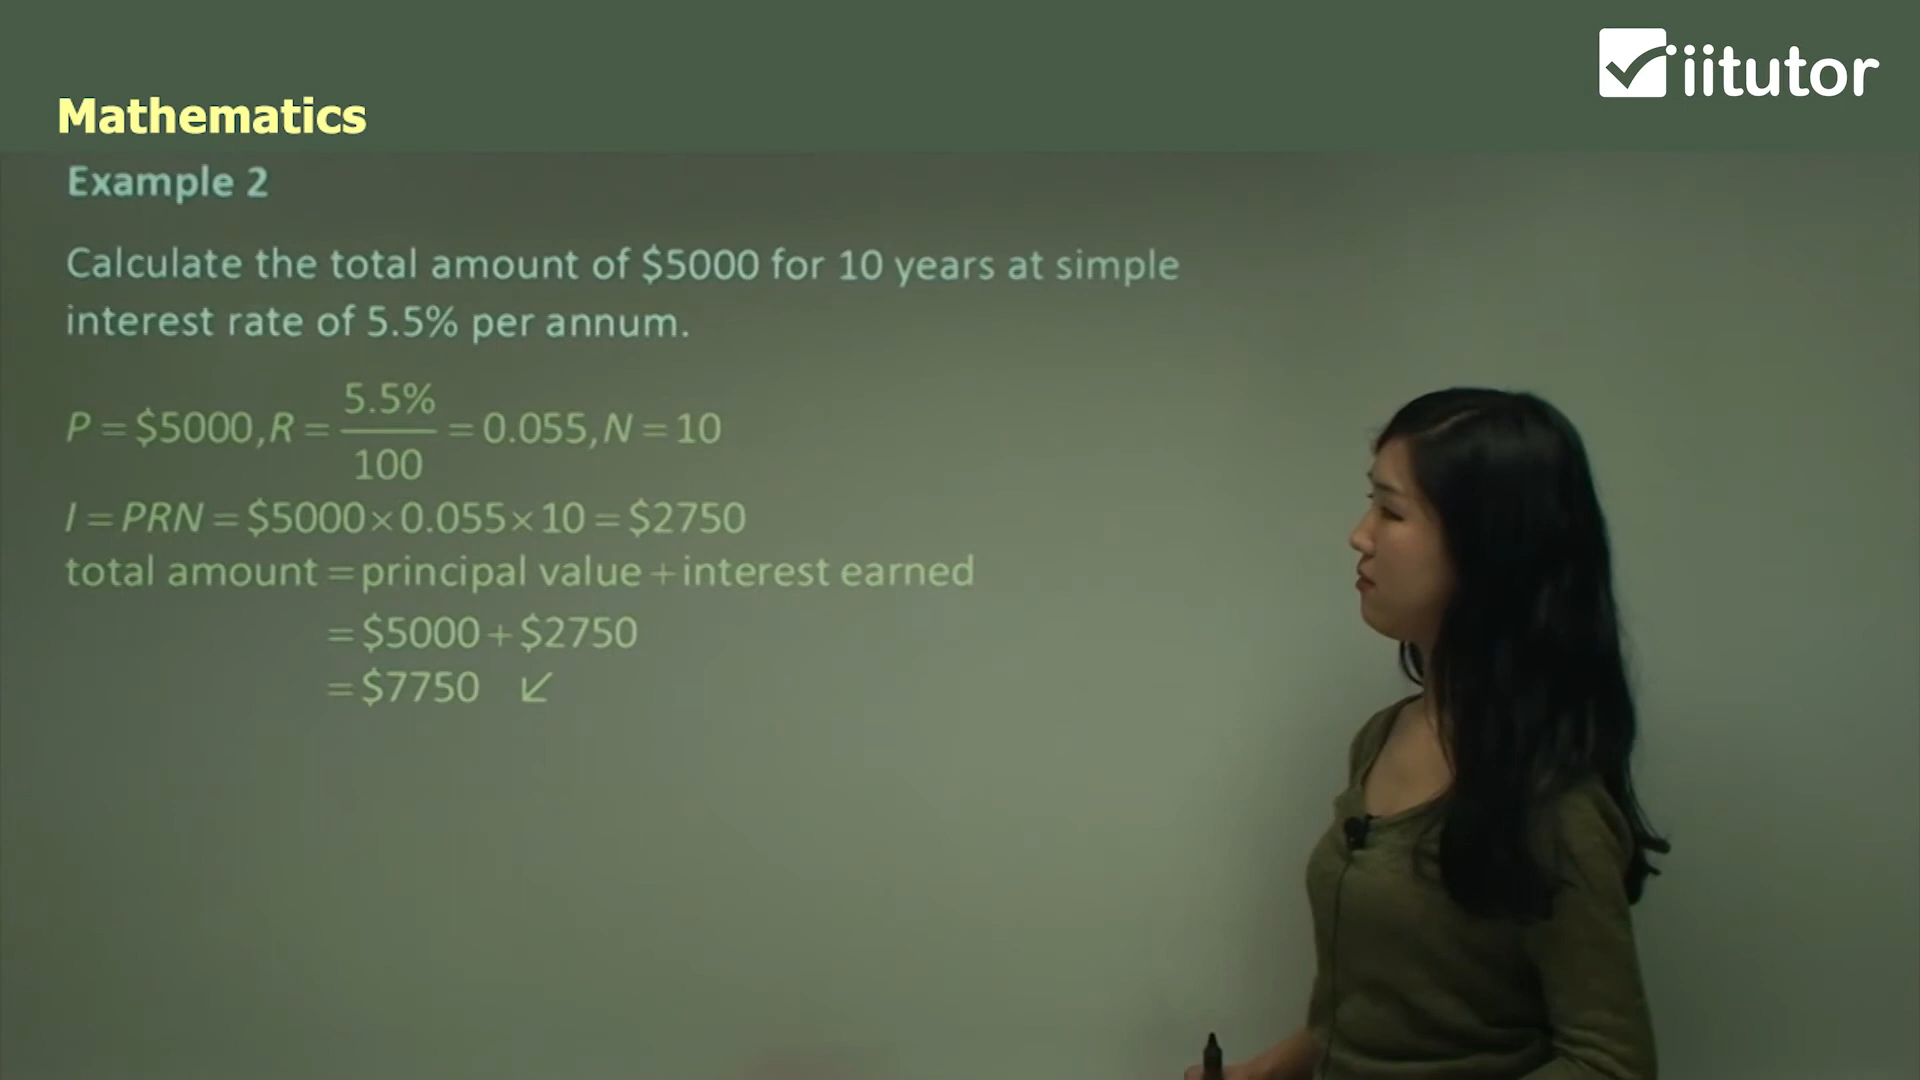 iitutor
Mathematics
Example 2
Calculate the total amount of $5000 for 10 years at simple
interest rate of 5.5% per annum.
P = $5000, R = 5.5%/100 = 0.055, N = 10
I = PRN = $5000 × 0.055 × 10 = $2750
total amount = principal value + interest earned
= $5000 + $2750
= $7750 ↙